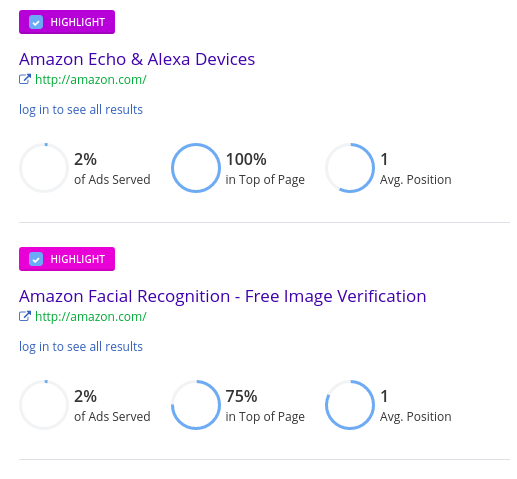 HIGHLIGHT
Amazon Echo & Alexa Devices
http://amazon.com/
log in to see all results
2%
of Ads Served
100%
in Top of Page
1
Avg. Position
HIGHLIGHT
Amazon Facial Recognition - Free Image Verification
http://amazon.com/
log in to see all results
2%
of Ads Served
75%
in Top of Page
1
Avg. Position